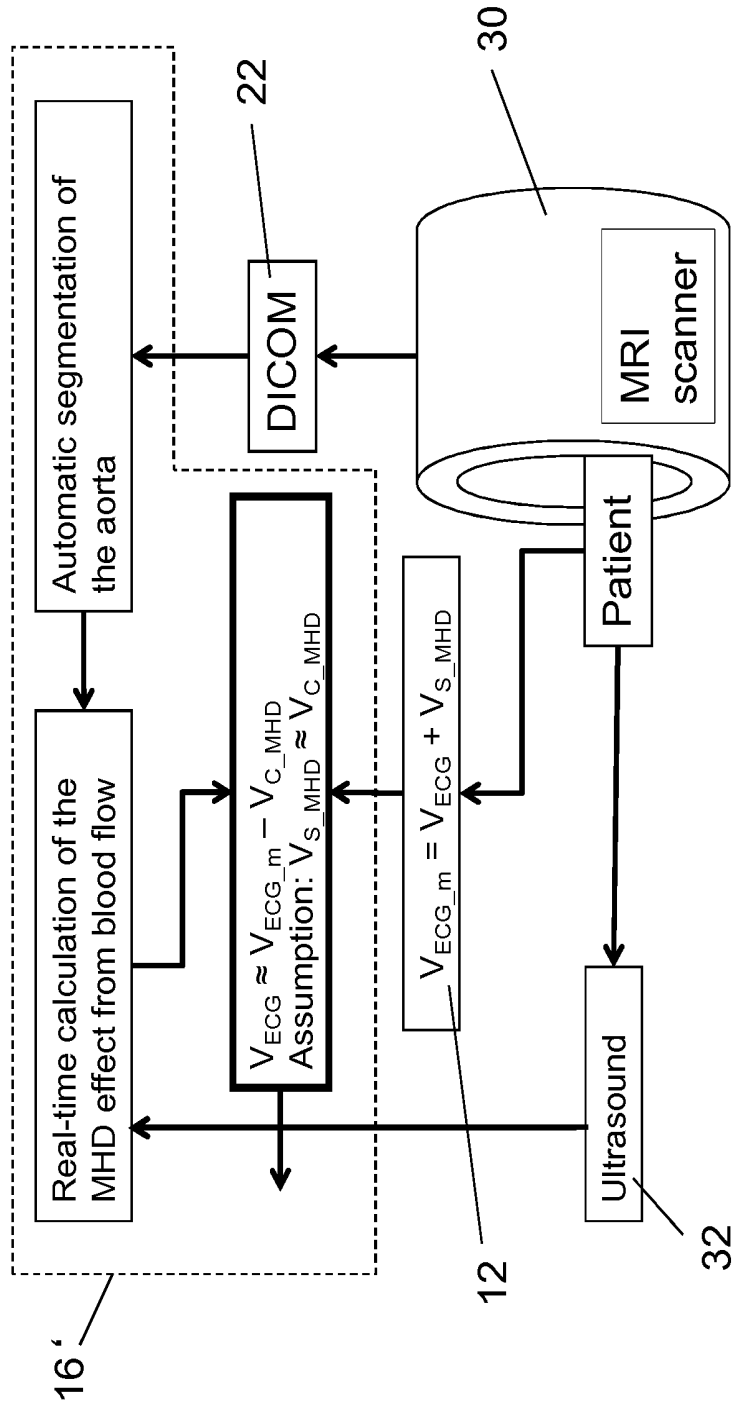 16‘
Real-time calculation of the
MHD effect from blood flow
Automatic segmentation of
the aorta
V_ECG ≈ V_ECG_m − V_C_MHD
Assumption: V_S_MHD ≈ V_C_MHD
DICOM
22
12
V_ECG_m = V_ECG + V_S_MHD
32
Ultrasound
Patient
MRI
scanner
30